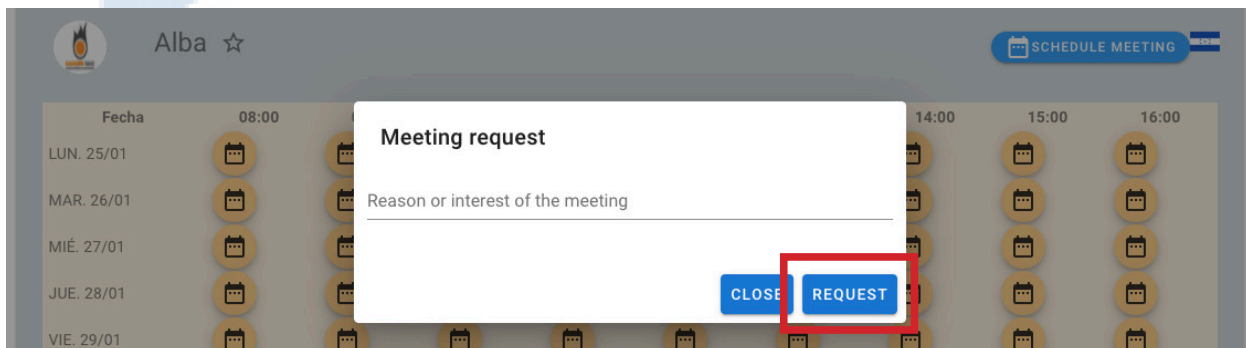 Alba
SCHEDULE MEETING
Fecha 08:00 14:00 15:00 16:00
Meeting request
LUN. 25/01
Reason or interest of the meeting
MAR. 26/01
MIÉ. 27/01
JUE. 28/01
CLOSE REQUEST
VIE. 29/01